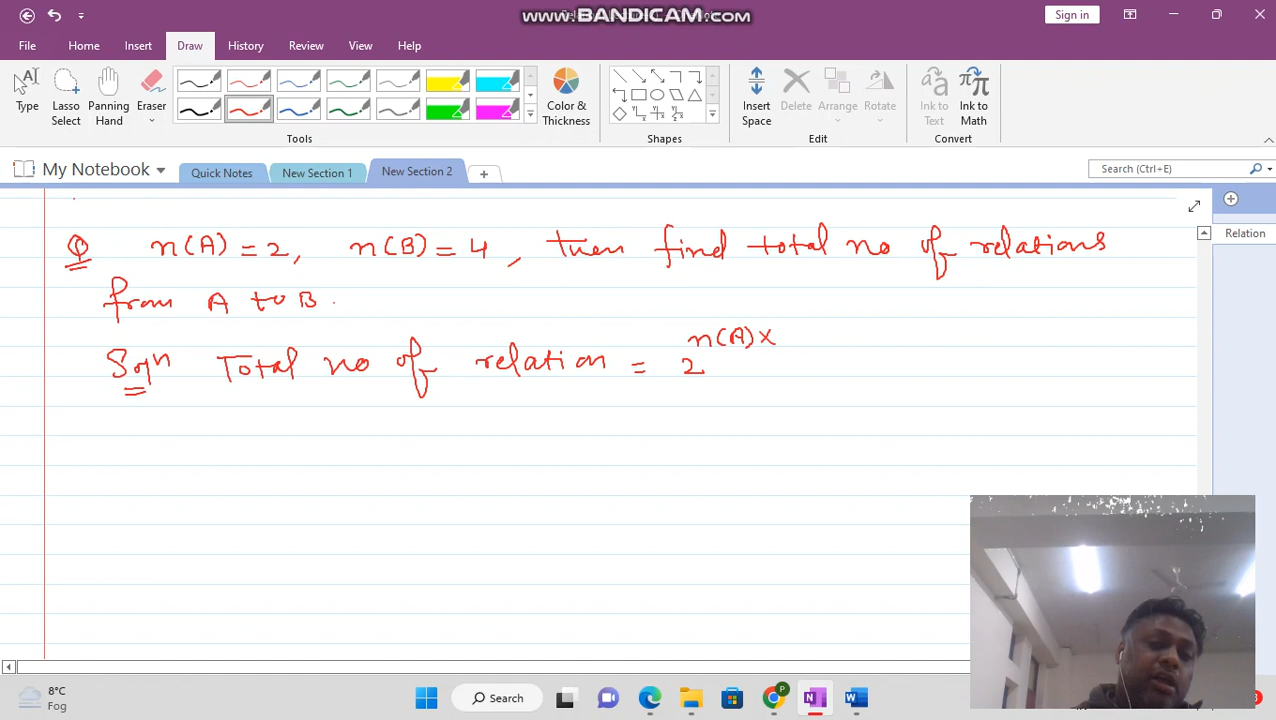 www.BANDICAM.com
Sign in
File Home Insert Draw History Review View Help
Type
Lasso Select
Panning Hand
Eraser
Color & Thickness
Insert Space
Delete
Arrange
Rotate
Ink to Text
Ink to Math
Tools
Shapes
Edit
Convert
My Notebook
Quick Notes
New Section 1
New Section 2
Search (Ctrl+E)
Relation
Q n(A) = 2, n(B) = 4, then find total no of relations
from A to B.
Sol^n Total no of relation = 2^{n(A)×
8°C
Fog
Search